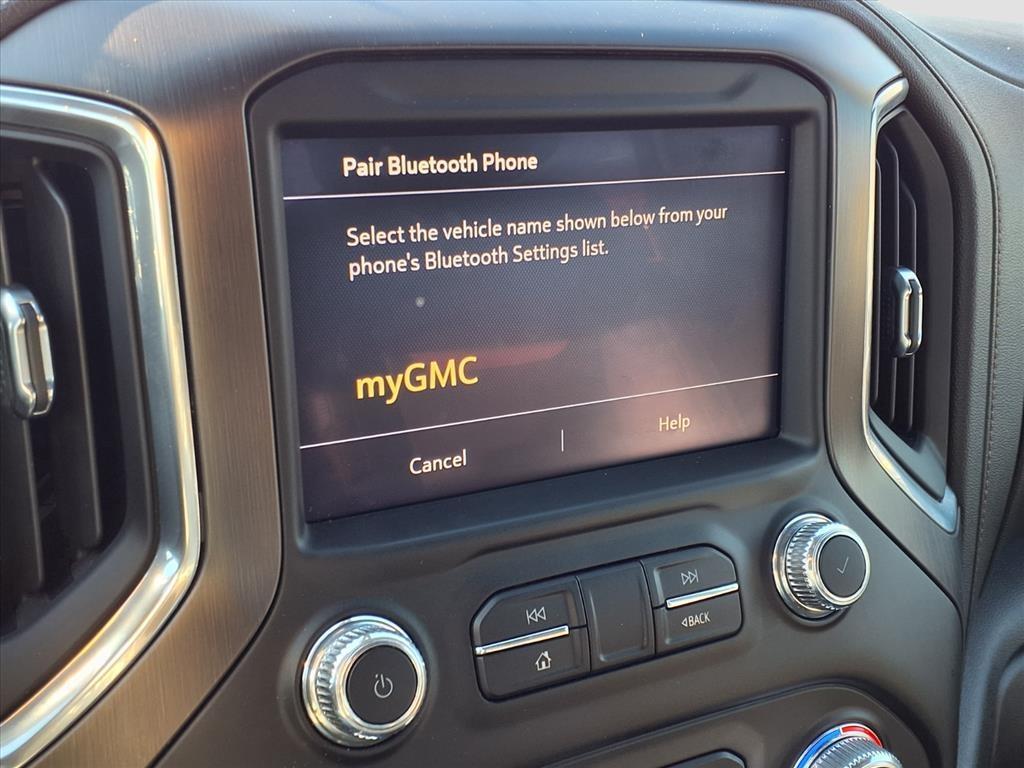 Pair Bluetooth Phone
Select the vehicle name shown below from your
phone's Bluetooth Settings list.
myGMC
Cancel
Help
BACK